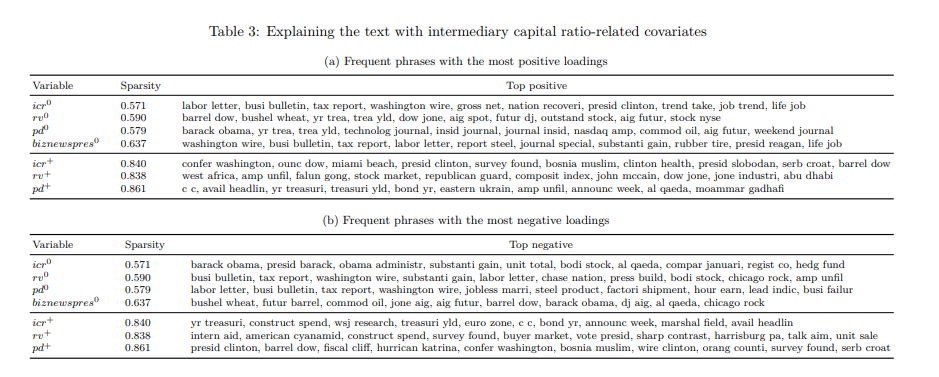 Table 3: Explaining the text with intermediary capital ratio-related covariates
(a) Frequent phrases with the most positive loadings
Variable Sparsity Top positive
icr⁰ 0.571 labor letter, busi bulletin, tax report, washington wire, gross net, nation recoveri, presid clinton, trend take, job trend, life job
rv⁰ 0.590 barrel dow, bushel wheat, yr trea, trea yld, dow jone, aig spot, futur dj, outstand stock, aig futur, stock nyse
pd⁰ 0.579 barack obama, yr trea, trea yld, technolog journal, insid journal, journal insid, nasdaq amp, commod oil, aig futur, weekend journal
biznewspres⁰ 0.637 washington wire, busi bulletin, tax report, labor letter, report steel, journal special, substanti gain, rubber tire, presid reagan, life job
icr⁺ 0.840 confer washington, ounc dow, miami beach, presid clinton, survey found, bosnia muslim, clinton health, presid slobodan, serb croat, barrel dow
rv⁺ 0.838 west africa, amp unfil, falun gong, stock market, republican guard, composit index, john mccain, dow jone, jone industri, abu dhabi
pd⁺ 0.861 c c, avail headlin, yr treasuri, treasuri yld, bond yr, eastern ukrain, amp unfil, announc week, al qaeda, moammar gadhafi
(b) Frequent phrases with the most negative loadings
Variable Sparsity Top negative
icr⁰ 0.571 barack obama, presid barack, obama administr, substanti gain, unit total, bodi stock, al qaeda, compar januari, regist co, hedg fund
rv⁰ 0.590 busi bulletin, tax report, washington wire, substanti gain, labor letter, chase nation, press build, bodi stock, chicago rock, amp unfil
pd⁰ 0.579 labor letter, busi bulletin, tax report, washington wire, jobless marri, steel product, factori shipment, hour earn, lead indic, busi failur
biznewspres⁰ 0.637 bushel wheat, futur barrel, commod oil, jone aig, aig futur, barrel dow, barack obama, dj aig, al qaeda, chicago rock
icr⁺ 0.840 yr treasuri, construct spend, wsj research, treasuri yld, euro zone, c c, bond yr, announc week, marshal field, avail headlin
rv⁺ 0.838 intern aid, american cyanamid, construct spend, survey found, buyer market, vote presid, sharp contrast, harrisburg pa, talk aim, unit sale
pd⁺ 0.861 presid clinton, barrel dow, fiscal cliff, hurrican katrina, confer washington, bosnia muslim, wire clinton, orang counti, survey found, serb croat